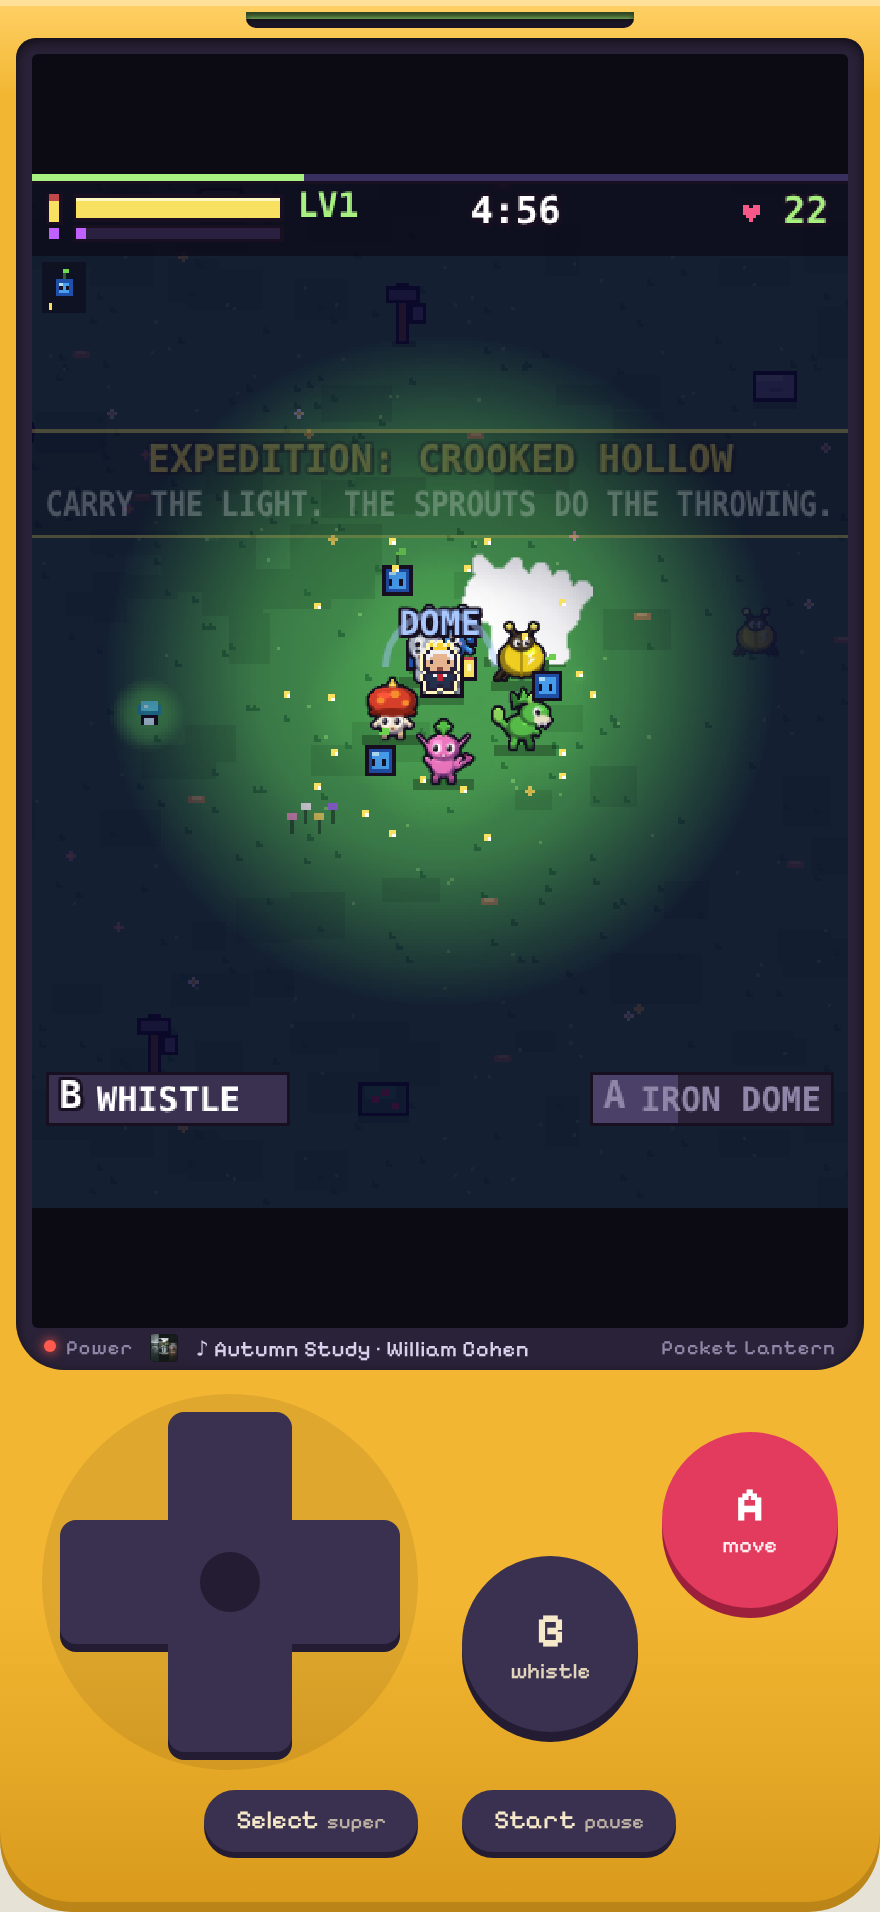 LV1
4:56
22
EXPEDITION: CROOKED HOLLOW
CARRY THE LIGHT. THE SPROUTS DO THE THROWING.
DOME
B WHISTLE
A IRON DOME
Power
♪ Autumn Study · William Cohen
Pocket Lantern
A
move
B
whistle
Select super
Start pause